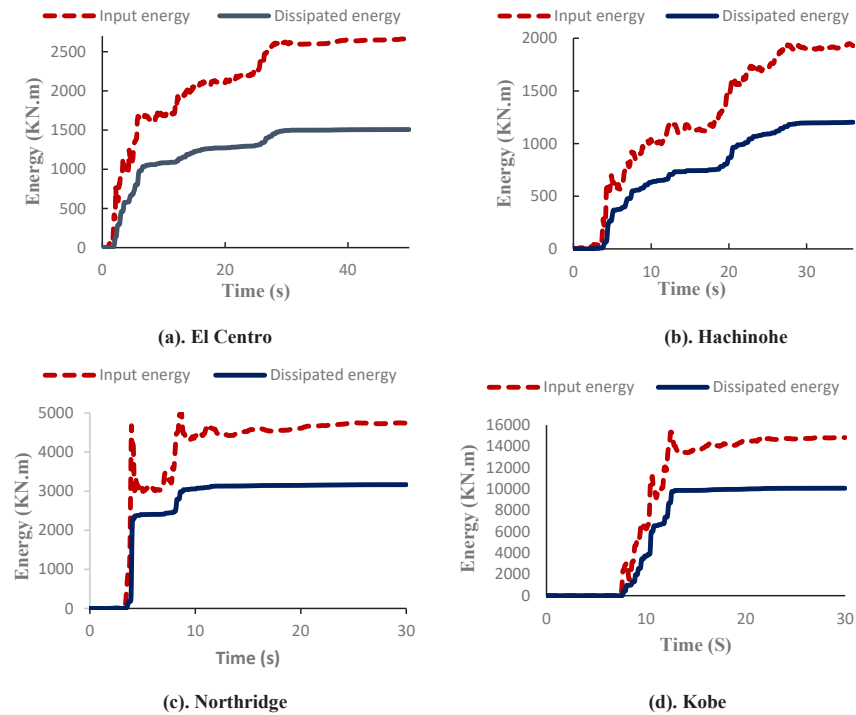 Input energy Dissipated energy
2500
2000
1500
1000
500
0
Energy (KN.m)
0 20 40
Time (s)
(a). El Centro
Input energy Dissipated energy
2000
1500
1000
500
0
Energy (KN.m)
0 10 20 30
Time (s)
(b). Hachinohe
Input energy Dissipated energy
5000
4000
3000
2000
1000
0
Energy (KN.m)
0 10 20 30
Time (s)
(c). Northridge
Input energy Dissipated energy
16000
14000
12000
10000
8000
6000
4000
2000
0
Energy (KN.m)
0 10 20 30
Time (S)
(d). Kobe